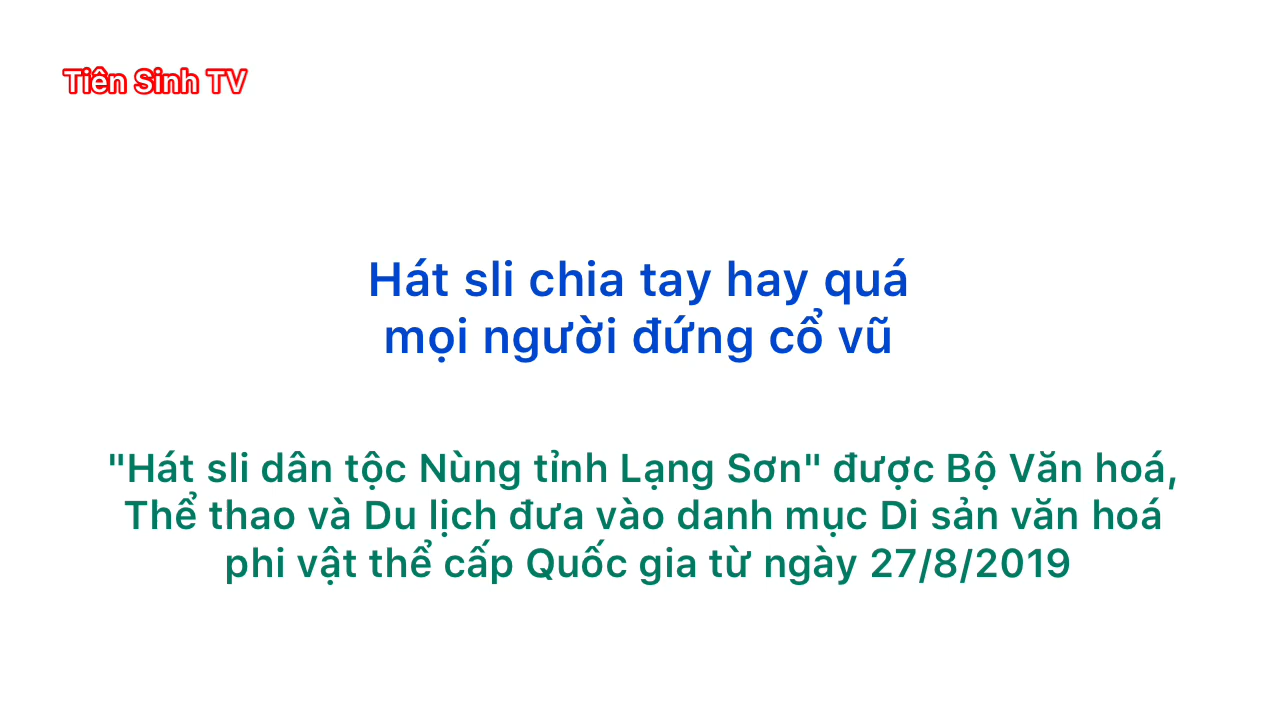 Tiên Sinh TV
Hát sli chia tay hay quá
mọi người đứng cổ vũ
"Hát sli dân tộc Nùng tỉnh Lạng Sơn" được Bộ Văn hoá,
Thể thao và Du lịch đưa vào danh mục Di sản văn hoá
phi vật thể cấp Quốc gia từ ngày 27/8/2019